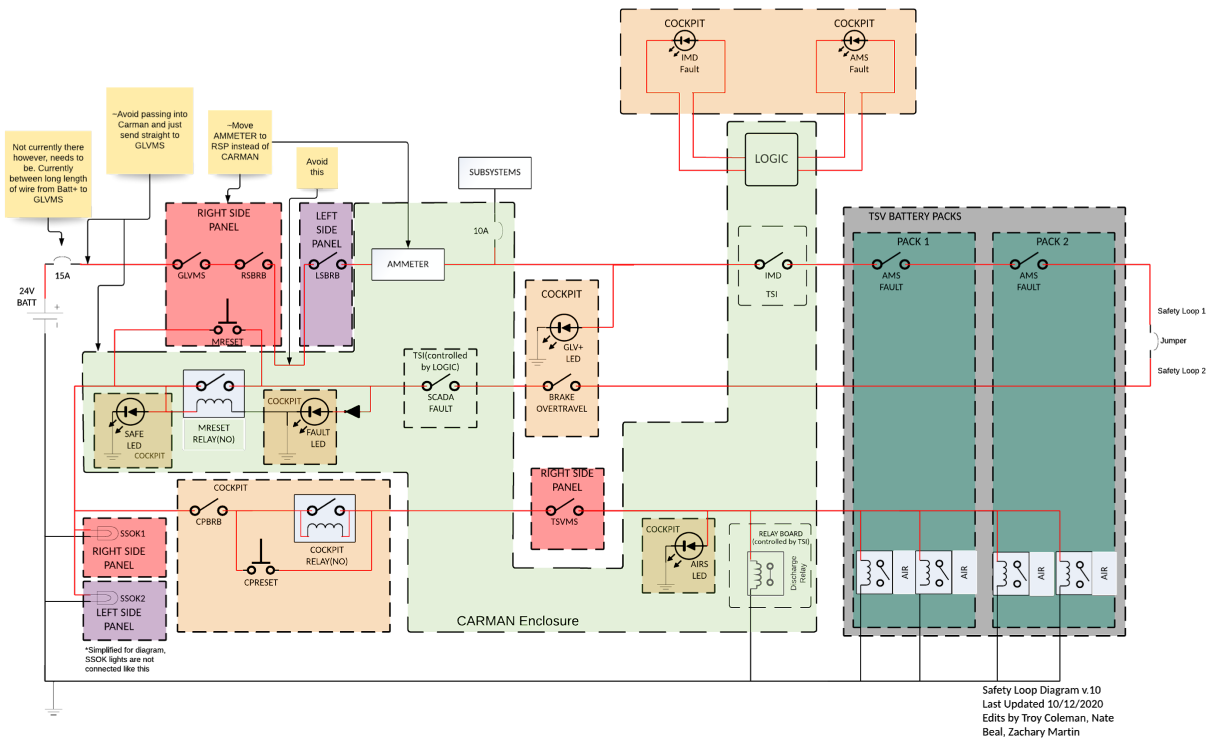 COCKPIT
IMD
Fault
COCKPIT
AMS
Fault
LOGIC
~Avoid passing into
Carman and just
send straight to
GLVMS
~Move
AMMETER to
RSP instead of
CARMAN
Not currently there
however, needs to
be. Currently
between long length
of wire from Batt+ to
GLVMS
Avoid
this
SUBSYSTEMS
10A
RIGHT SIDE
PANEL
GLVMS
RSBRB
MRESET
LEFT
SIDE
PANEL
LSBRB
AMMETER
15A
24V
BATT
+
IMD
TSI
TSV BATTERY PACKS
PACK 1
AMS
FAULT
PACK 2
AMS
FAULT
Safety Loop 1
Jumper
Safety Loop 2
COCKPIT
GLV+
LED
BRAKE
OVERTRAVEL
TSI(controlled
by LOGIC)
SCADA
FAULT
SAFE
LED
COCKPIT
MRESET
RELAY(NO)
COCKPIT
FAULT
LED
COCKPIT
CPBRB
COCKPIT
RELAY(NO)
CPRESET
RIGHT SIDE
PANEL
TSVMS
COCKPIT
AIRS
LED
RELAY BOARD
(controlled by TSI)
Discharge
Relay
AIR
AIR
AIR
AIR
SSOK1
RIGHT SIDE
PANEL
SSOK2
LEFT SIDE
PANEL
*Simplified for diagram,
SSOK lights are not
connected like this
CARMAN Enclosure
Safety Loop Diagram v.10
Last Updated 10/12/2020
Edits by Troy Coleman, Nate
Beal, Zachary Martin